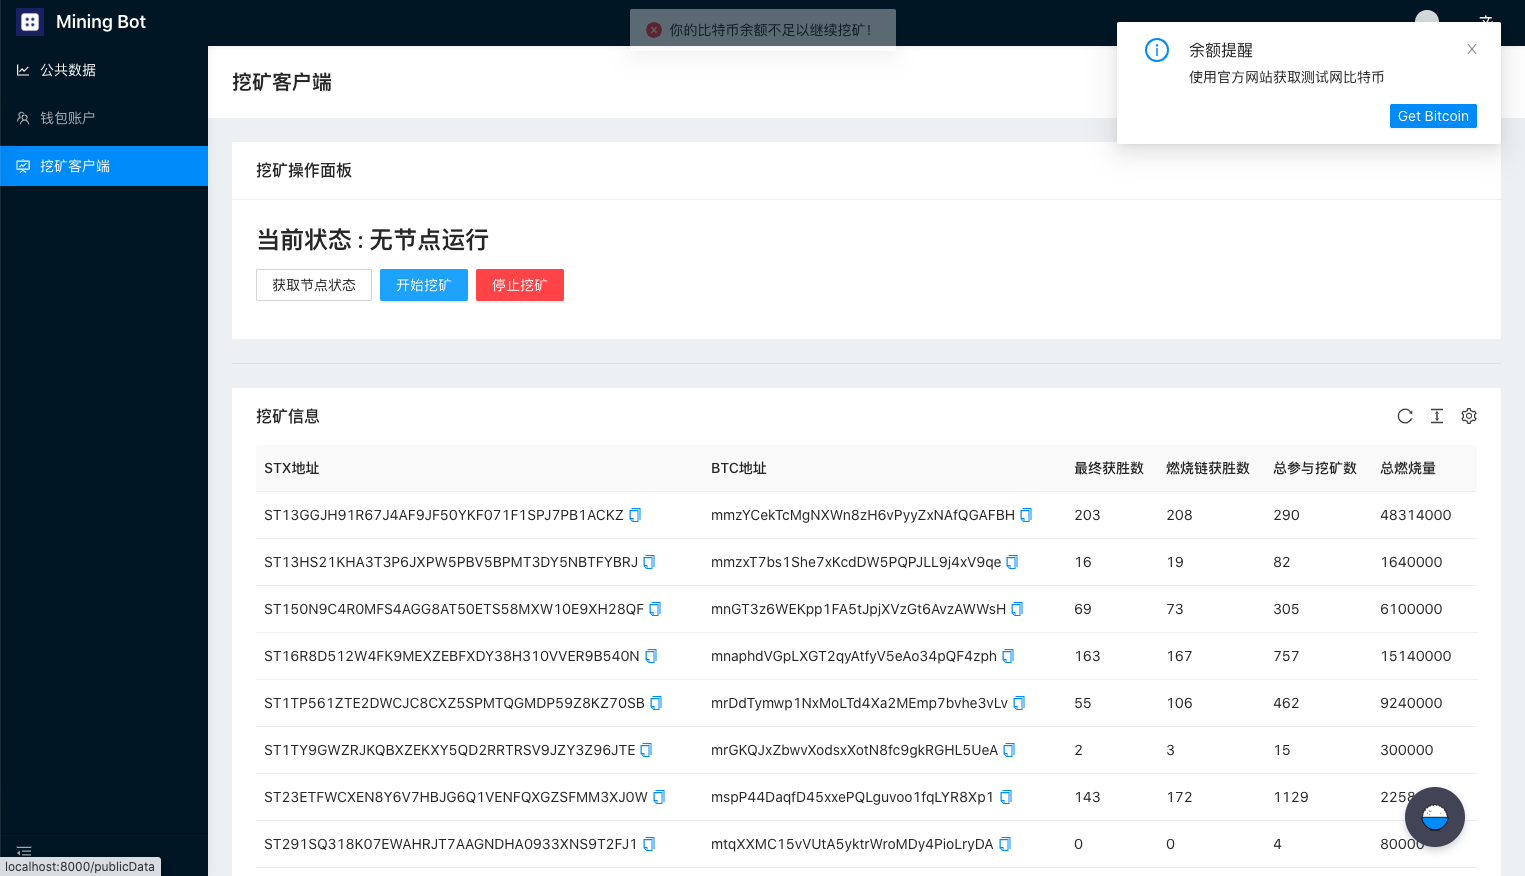 Mining Bot
你的比特币余额不足以继续挖矿!
余额提醒
使用官方网站获取测试网比特币
Get Bitcoin
公共数据
钱包账户
挖矿客户端
挖矿客户端
挖矿操作面板
当前状态 : 无节点运行
获取节点状态 开始挖矿 停止挖矿
挖矿信息
STX地址 BTC地址 最终获胜数 燃烧链获胜数 总参与挖矿数 总燃烧量
ST13GGJH91R67J4AF9JF50YKF071F1SPJ7PB1ACKZ mmzYCekTcMgNXWn8zH6vPyyZxNAfQGAFBH 203 208 290 48314000
ST13HS21KHA3T3P6JXPW5PBV5BPMT3DY5NBTFYBRJ mmzxT7bs1She7xKcdDW5PQPJLL9j4xV9qe 16 19 82 1640000
ST150N9C4R0MFS4AGG8AT50ETS58MXW10E9XH28QF mnGT3z6WEKpp1FA5tJpjXVzGt6AvzAWWsH 69 73 305 6100000
ST16R8D512W4FK9MEXZEBFXDY38H310VVER9B540N mnaphdVGpLXGT2qyAtfyV5eAo34pQF4zph 163 167 757 15140000
ST1TP561ZTE2DWCJC8CXZ5SPMTQGMDP59Z8KZ70SB mrDdTymwp1NxMoLTd4Xa2MEmp7bvhe3vLv 55 106 462 9240000
ST1TY9GWZRJKQBXZEKXY5QD2RRTRSV9JZY3Z96JTE mrGKQJxZbwvXodsxXotN8fc9gkRGHL5UeA 2 3 15 300000
ST23ETFWCXEN8Y6V7HBJG6Q1VENFQXGZSFMM3XJ0W mspP44DaqfD45xxePQLguvoo1fqLYR8Xp1 143 172 1129 2258
ST291SQ318K07EWAHRJT7AAGNDHA0933XNS9T2FJ1 mtqXXMC15vVUtA5yktrWroMDy4PioLryDA 0 0 4 80000
localhost:8000/publicData